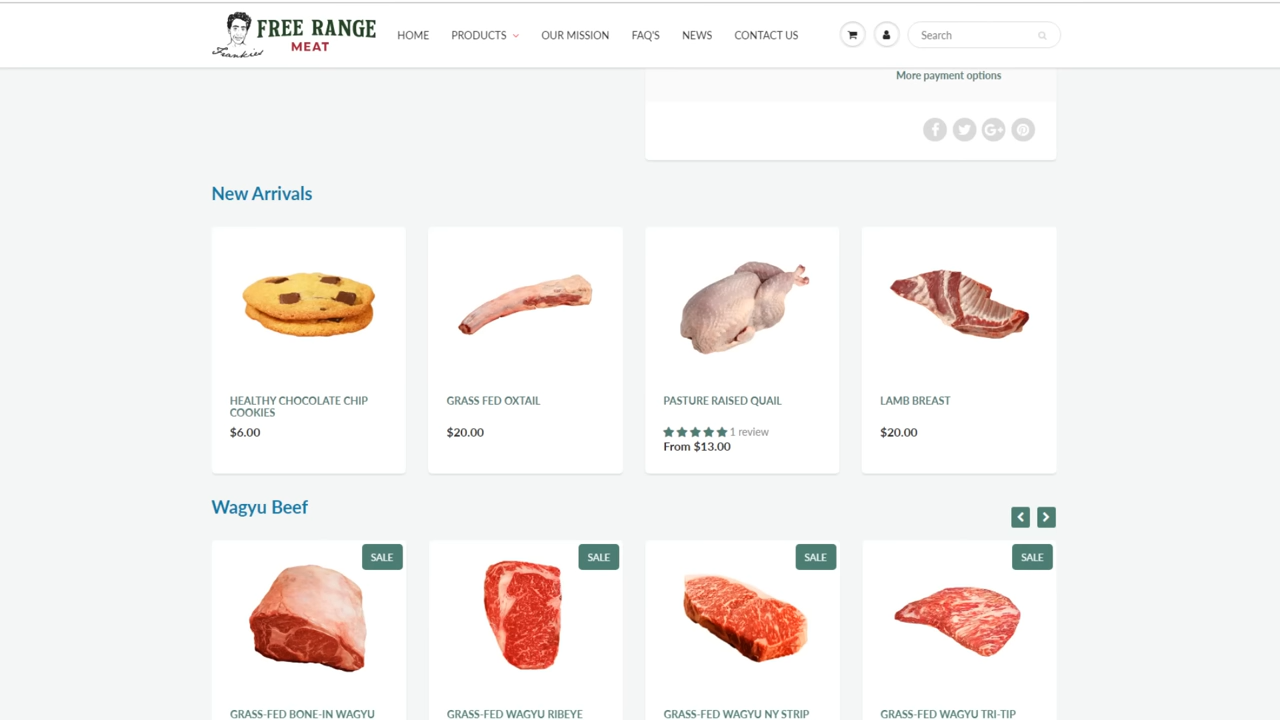 FREE RANGE
MEAT
Frankies
HOME
PRODUCTS
OUR MISSION
FAQ'S
NEWS
CONTACT US
Search
More payment options
New Arrivals
HEALTHY CHOCOLATE CHIP
COOKIES
$6.00
GRASS FED OXTAIL
$20.00
PASTURE RAISED QUAIL
1 review
From $13.00
LAMB BREAST
$20.00
Wagyu Beef
SALE
SALE
SALE
SALE
GRASS-FED BONE-IN WAGYU
GRASS-FED WAGYU RIBEYE
GRASS-FED WAGYU NY STRIP
GRASS-FED WAGYU TRI-TIP